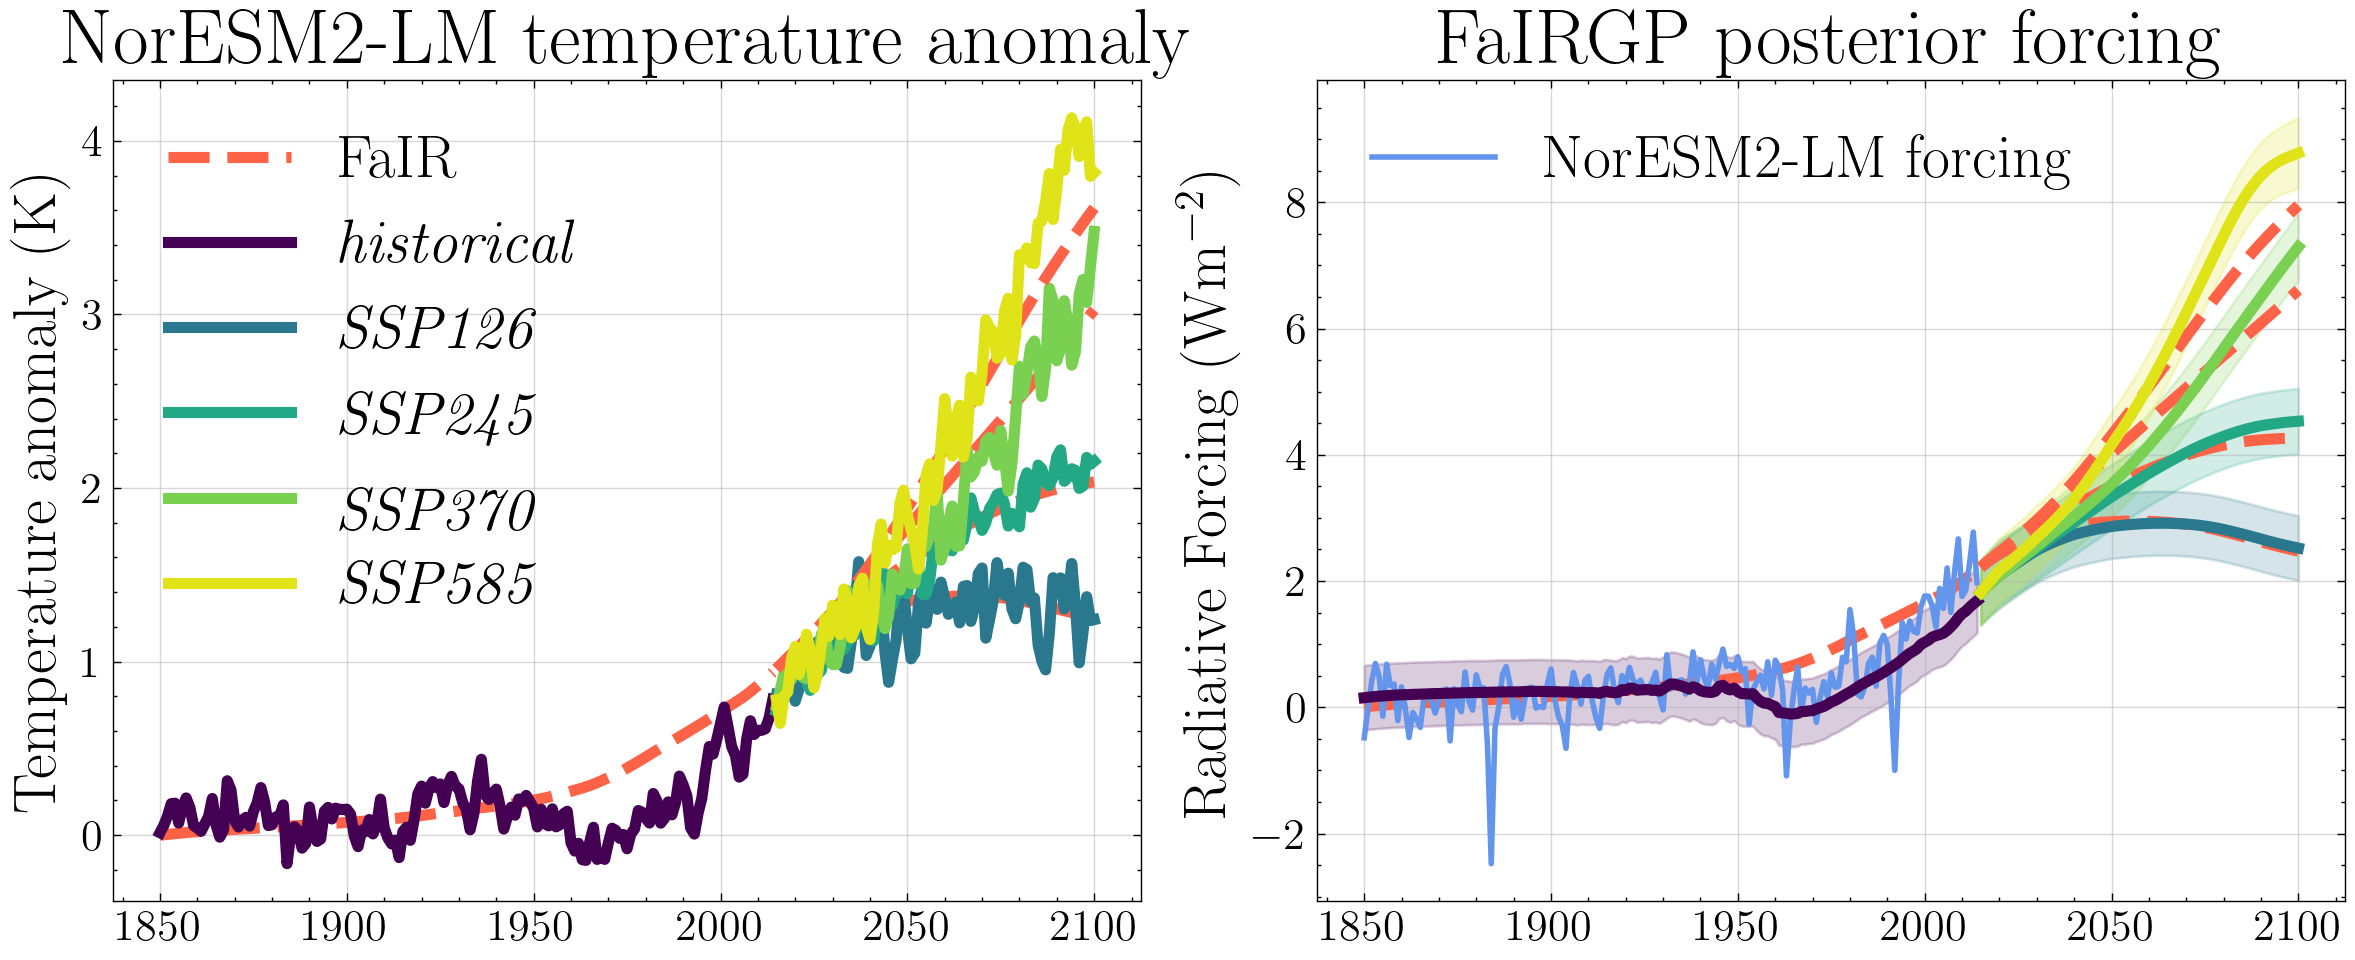 NorESM2-LM temperature anomaly
Temperature anomaly (K)
4
3
2
1
0
FaIR
historical
SSP126
SSP245
SSP370
SSP585
1850 1900 1950 2000 2050 2100
FaIRGP posterior forcing
Radiative Forcing (Wm⁻²)
8
6
4
2
0
−2
NorESM2-LM forcing
1850 1900 1950 2000 2050 2100